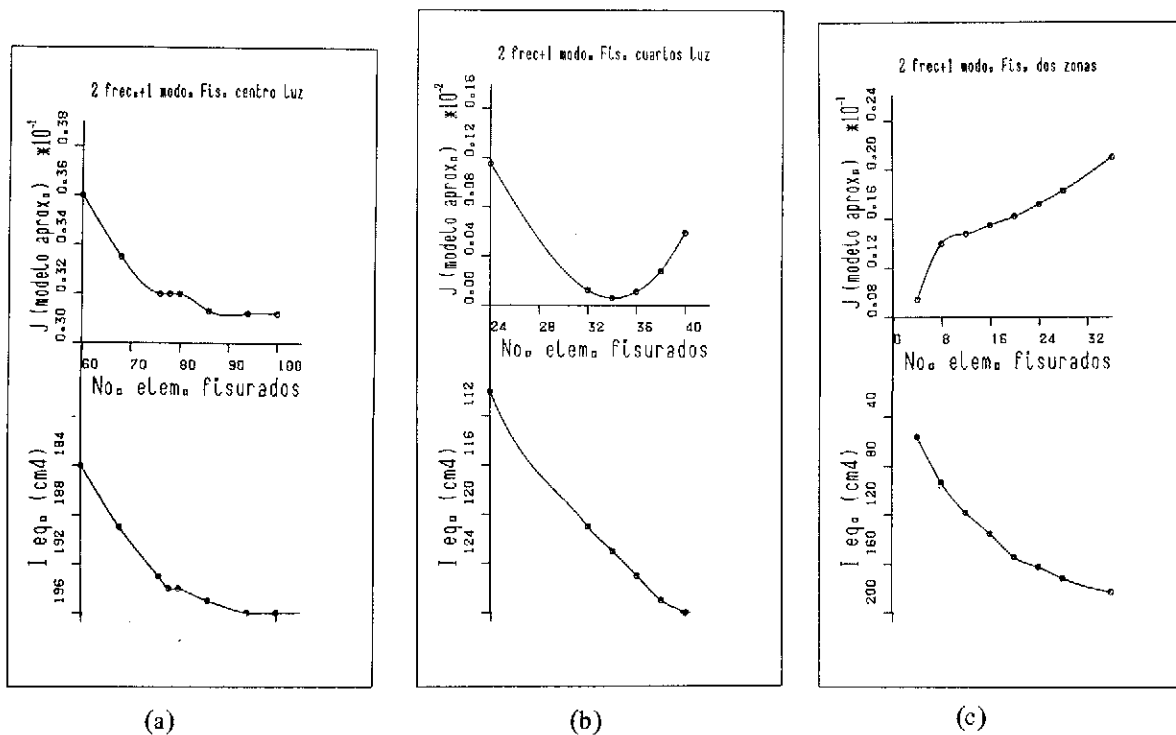 2 frec.+1 modo. Fis. centro luz
J (modelo aprox.) *10⁻¹
0.38
0.36
0.34
0.32
0.30
60 70 80 90 100
No. elem. fisurados
I eq. (cm4)
184
188
192
196
(a)
2 frec+1 modo. Fis. cuartos luz
J (modelo aprox.) *10⁻²
0.16
0.12
0.08
0.04
0.00
24 28 32 36 40
No. elem. fisurados
I eq. (cm4)
112
116
120
124
(b)
2 frec+1 modo. Fis. dos zonas
J (modelo aprox.) *10⁻¹
0.24
0.20
0.16
0.12
0.08
0 8 16 24 32
No. elem. fisurados
I eq. (cm4)
40
80
120
160
200
(c)